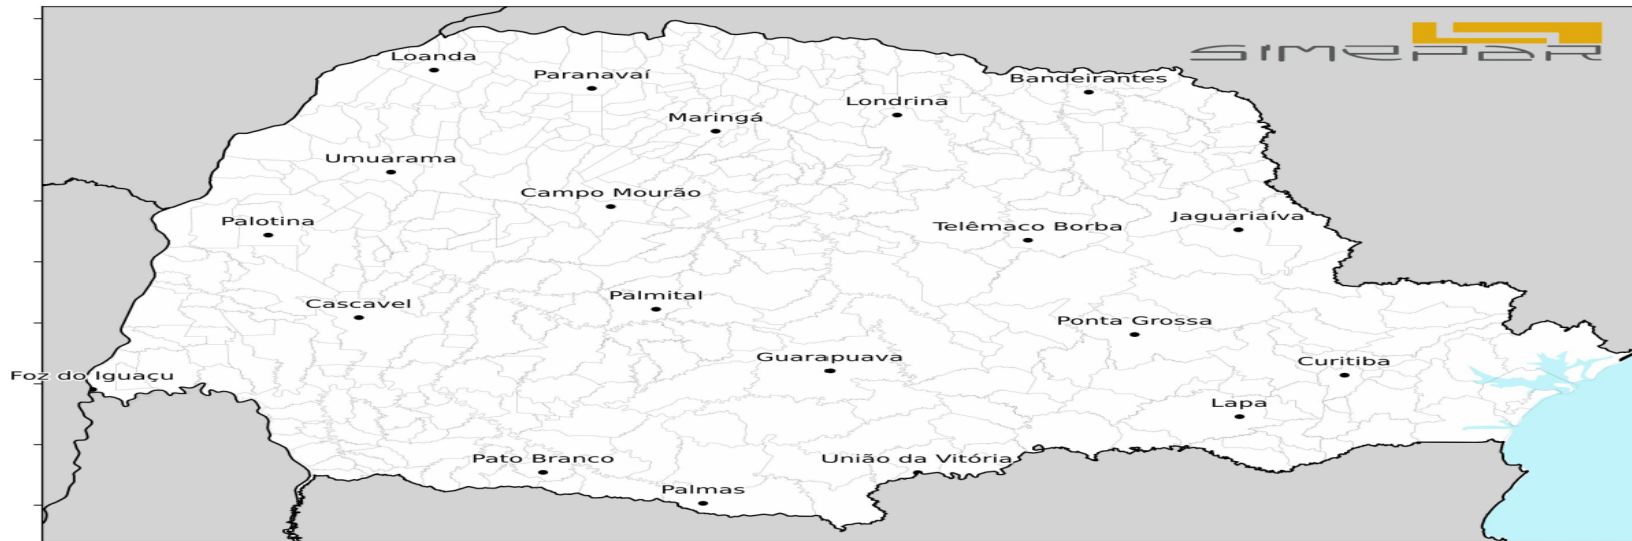 SIMEPAR
Loanda
Paranavaí
Bandeirantes
Londrina
Maringá
Umuarama
Campo Mourão
Palotina
Jaguariaíva
Telêmaco Borba
Cascavel
Palmital
Ponta Grossa
Guarapuava
Curitiba
Foz do Iguaçu
Lapa
Pato Branco
União da Vitória
Palmas